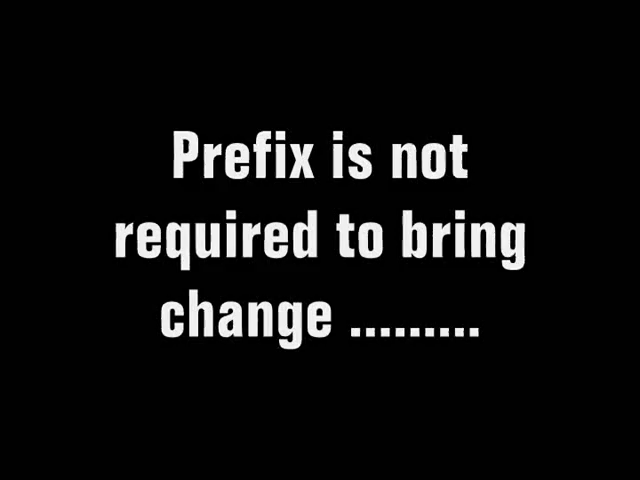 Prefix is not
required to bring
change .........